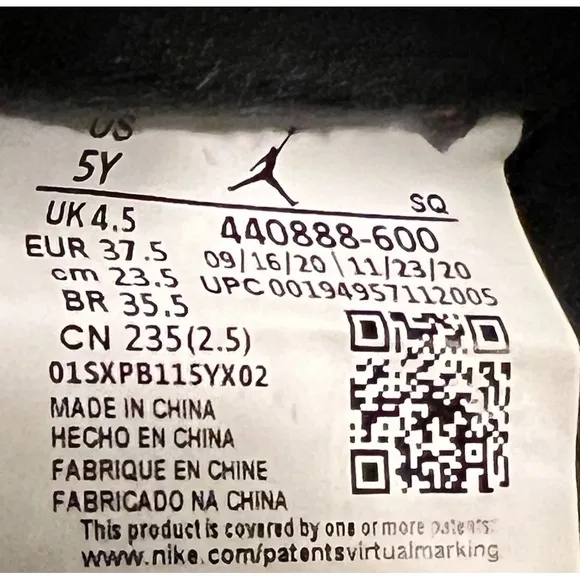 US
5Y
SQ
UK 4.5
440888-600
EUR 37.5
09/16/20 \ 11/23/20
cm 23.5
UPC 00194957112005
BR 35.5
CN 235(2.5)
01SXPB115YX02
MADE IN CHINA
HECHO EN CHINA
FABRIQUE EN CHINE
FABRICADO NA CHINA
This product is covered by one or more patents.
www.nike.com/patentsvirtualmarking